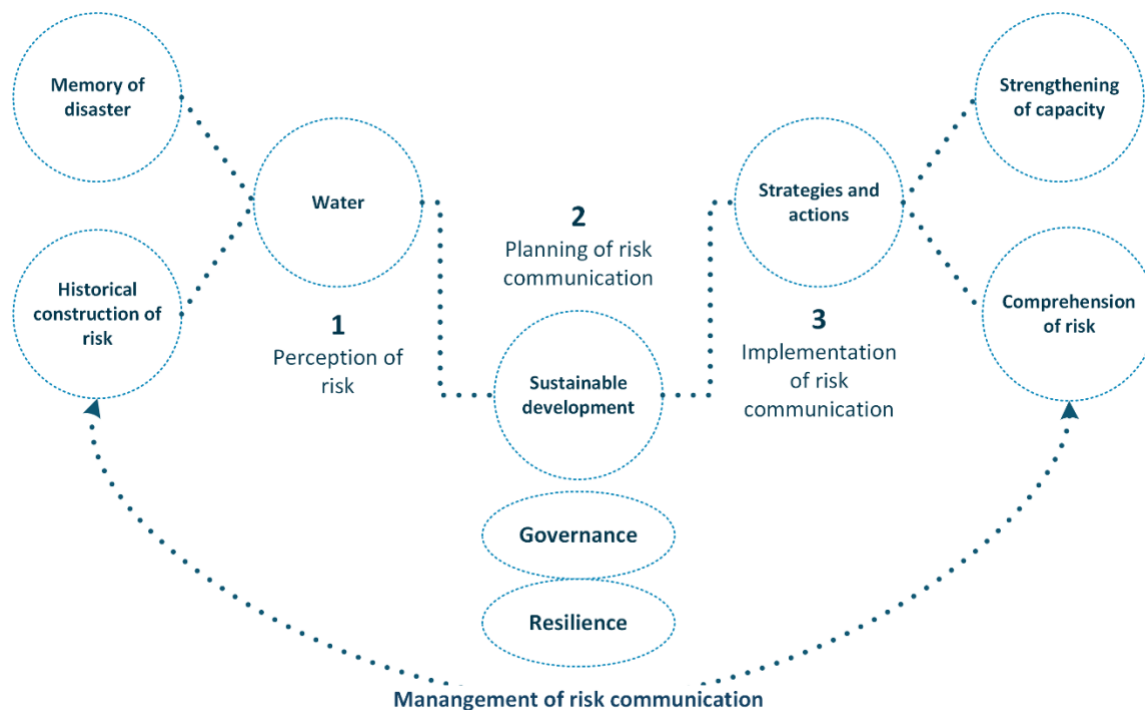 Memory of
disaster
Historical
construction of
risk
Water
1
Perception of
risk
2
Planning of risk
communication
Sustainable
development
Governance
Resilience
Strategies and
actions
3
Implementation
of risk
communication
Strengthening
of capacity
Comprehension
of risk
Manangement of risk communication